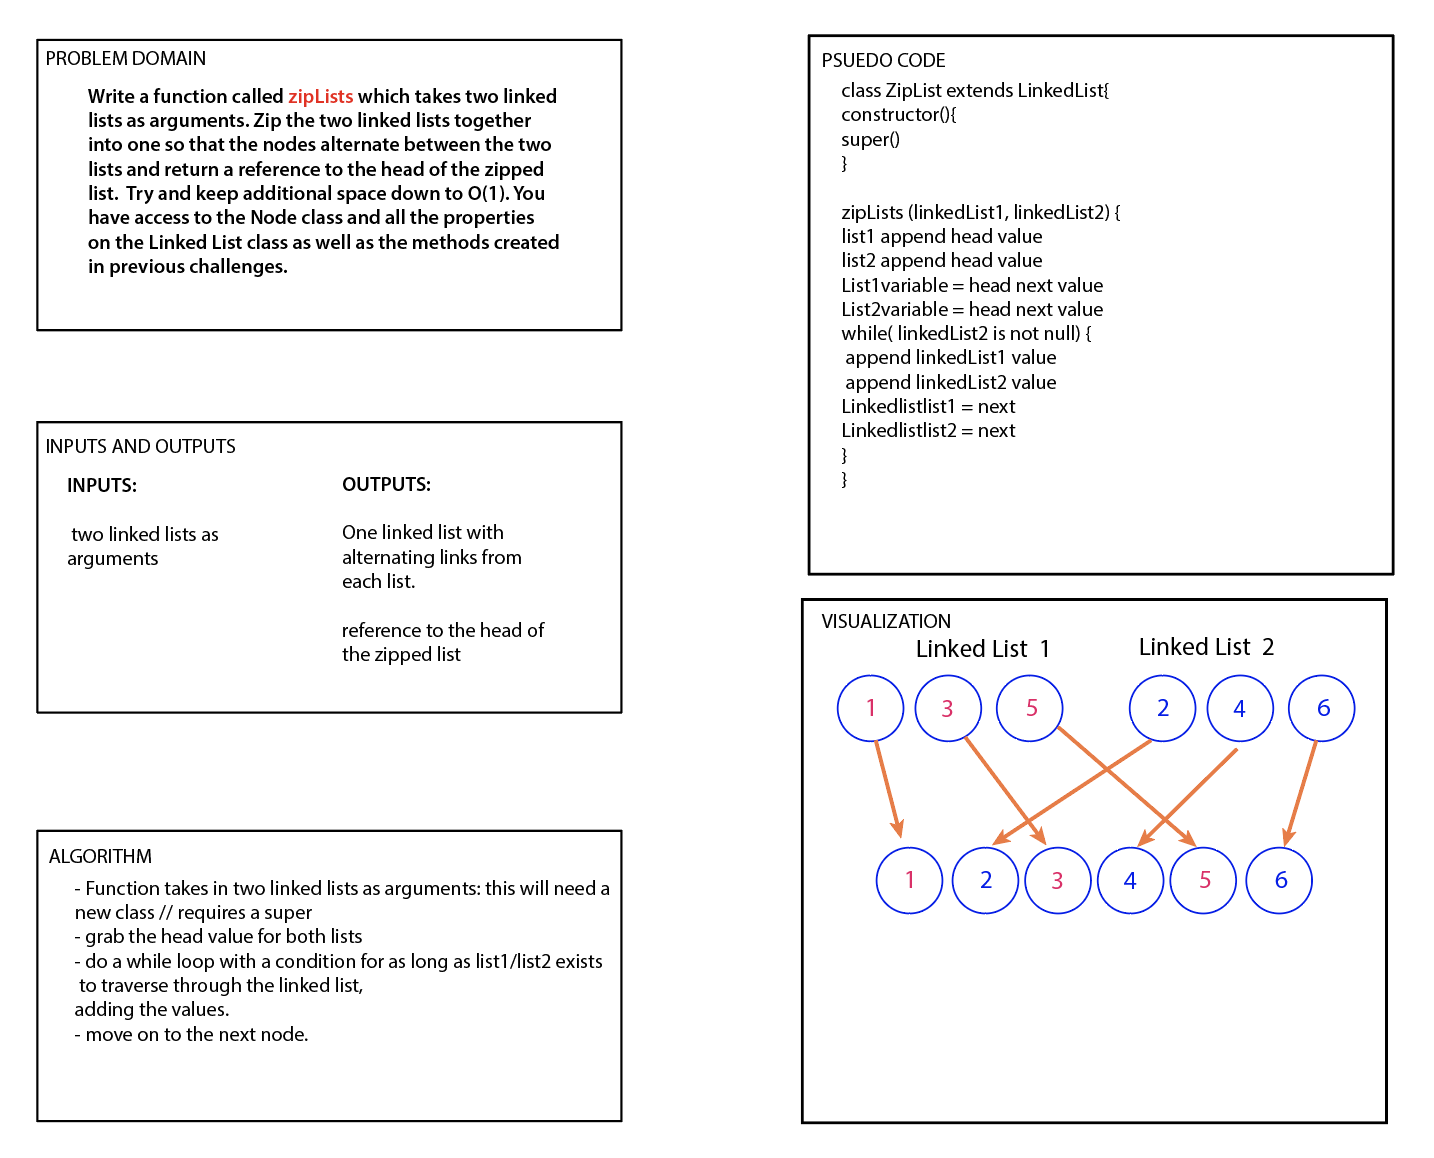 PROBLEM DOMAIN
Write a function called zipLists which takes two linked
lists as arguments. Zip the two linked lists together
into one so that the nodes alternate between the two
lists and return a reference to the head of the zipped
list.  Try and keep additional space down to O(1). You
have access to the Node class and all the properties
on the Linked List class as well as the methods created
in previous challenges.
INPUTS AND OUTPUTS
INPUTS:
two linked lists as
arguments
OUTPUTS:
One linked list with
alternating links from
each list.
reference to the head of
the zipped list
ALGORITHM
- Function takes in two linked lists as arguments: this will need a
new class // requires a super
- grab the head value for both lists
- do a while loop with a condition for as long as list1/list2 exists
to traverse through the linked list,
adding the values.
- move on to the next node.
PSUEDO CODE
class ZipList extends LinkedList{
constructor(){
super()
}
zipLists (linkedList1, linkedList2) {
list1 append head value
list2 append head value
List1variable = head next value
List2variable = head next value
while( linkedList2 is not null) {
append linkedList1 value
append linkedList2 value
Linkedlistlist1 = next
Linkedlistlist2 = next
}
}
VISUALIZATION
Linked List  1
Linked List  2
1 3 5 2 4 6
1 2 3 4 5 6